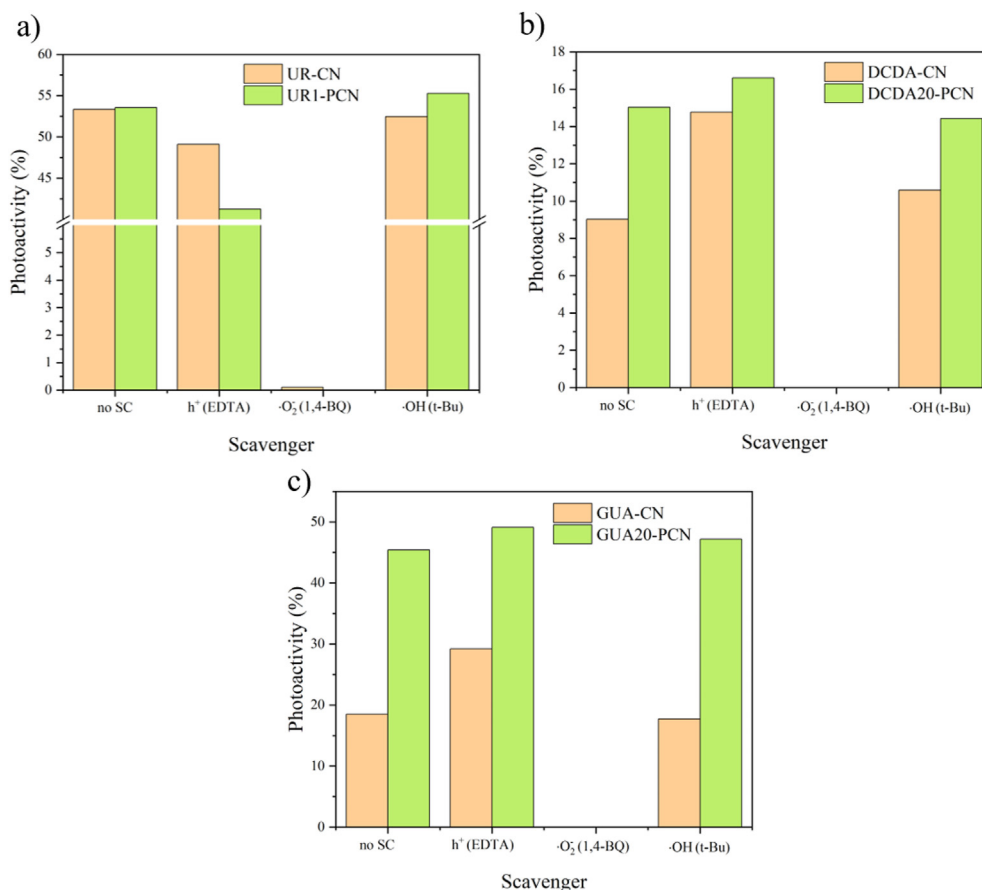 a)
Photoactivity (%)
60
55
50
45
5
4
3
2
1
0
UR-CN
UR1-PCN
no SC
h⁺ (EDTA)
·O₂⁻ (1,4-BQ)
·OH (t-Bu)
Scavenger
b)
Photoactivity (%)
18
16
14
12
10
8
6
4
2
0
DCDA-CN
DCDA20-PCN
no SC
h⁺ (EDTA)
·O₂⁻ (1,4-BQ)
·OH (t-Bu)
Scavenger
c)
Photoactivity (%)
50
40
30
20
10
0
GUA-CN
GUA20-PCN
no SC
h⁺ (EDTA)
·O₂⁻ (1,4-BQ)
·OH (t-Bu)
Scavenger